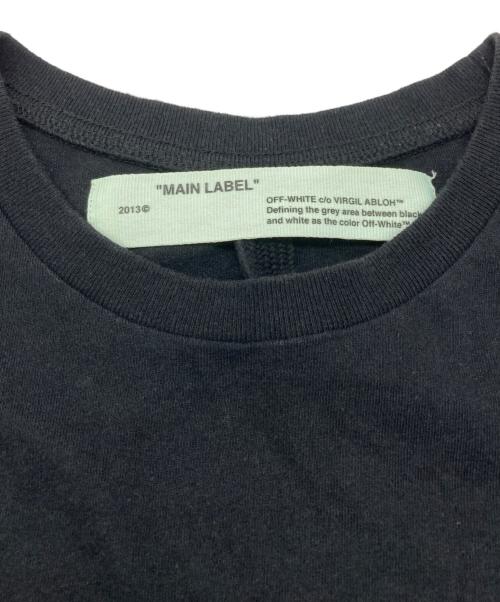 "MAIN LABEL"
2013©
OFF-WHITE c/o VIRGIL ABLOH™
Defining the grey area between black
and white as the color Off-White™